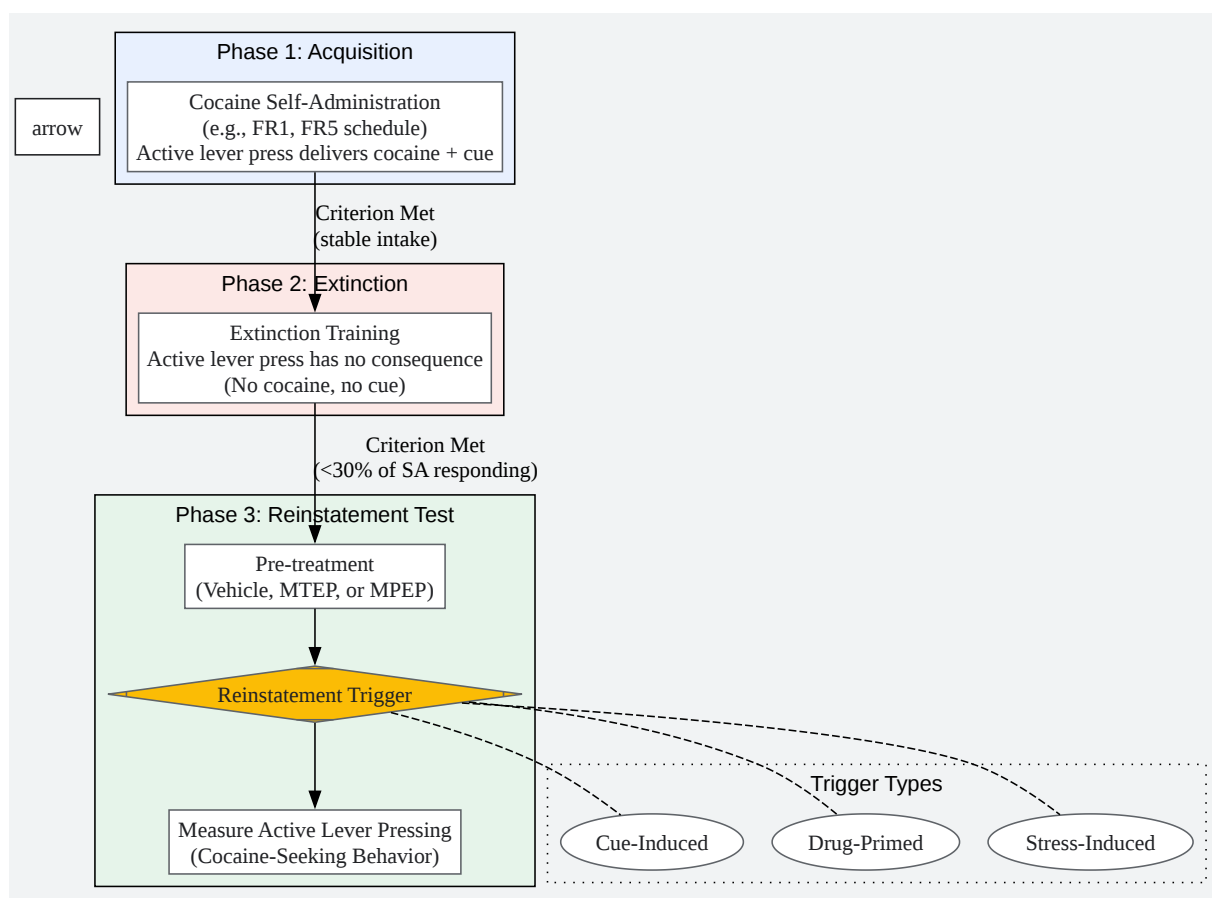 Phase 1: Acquisition
arrow
Cocaine Self-Administration
(e.g., FR1, FR5 schedule)
Active lever press delivers cocaine + cue
Criterion Met
(stable intake)
Phase 2: Extinction
Extinction Training
Active lever press has no consequence
(No cocaine, no cue)
Criterion Met
(<30% of SA responding)
Phase 3: Reinstatement Test
Pre-treatment
(Vehicle, MTEP, or MPEP)
Reinstatement Trigger
Measure Active Lever Pressing
(Cocaine-Seeking Behavior)
Trigger Types
Cue-Induced
Drug-Primed
Stress-Induced